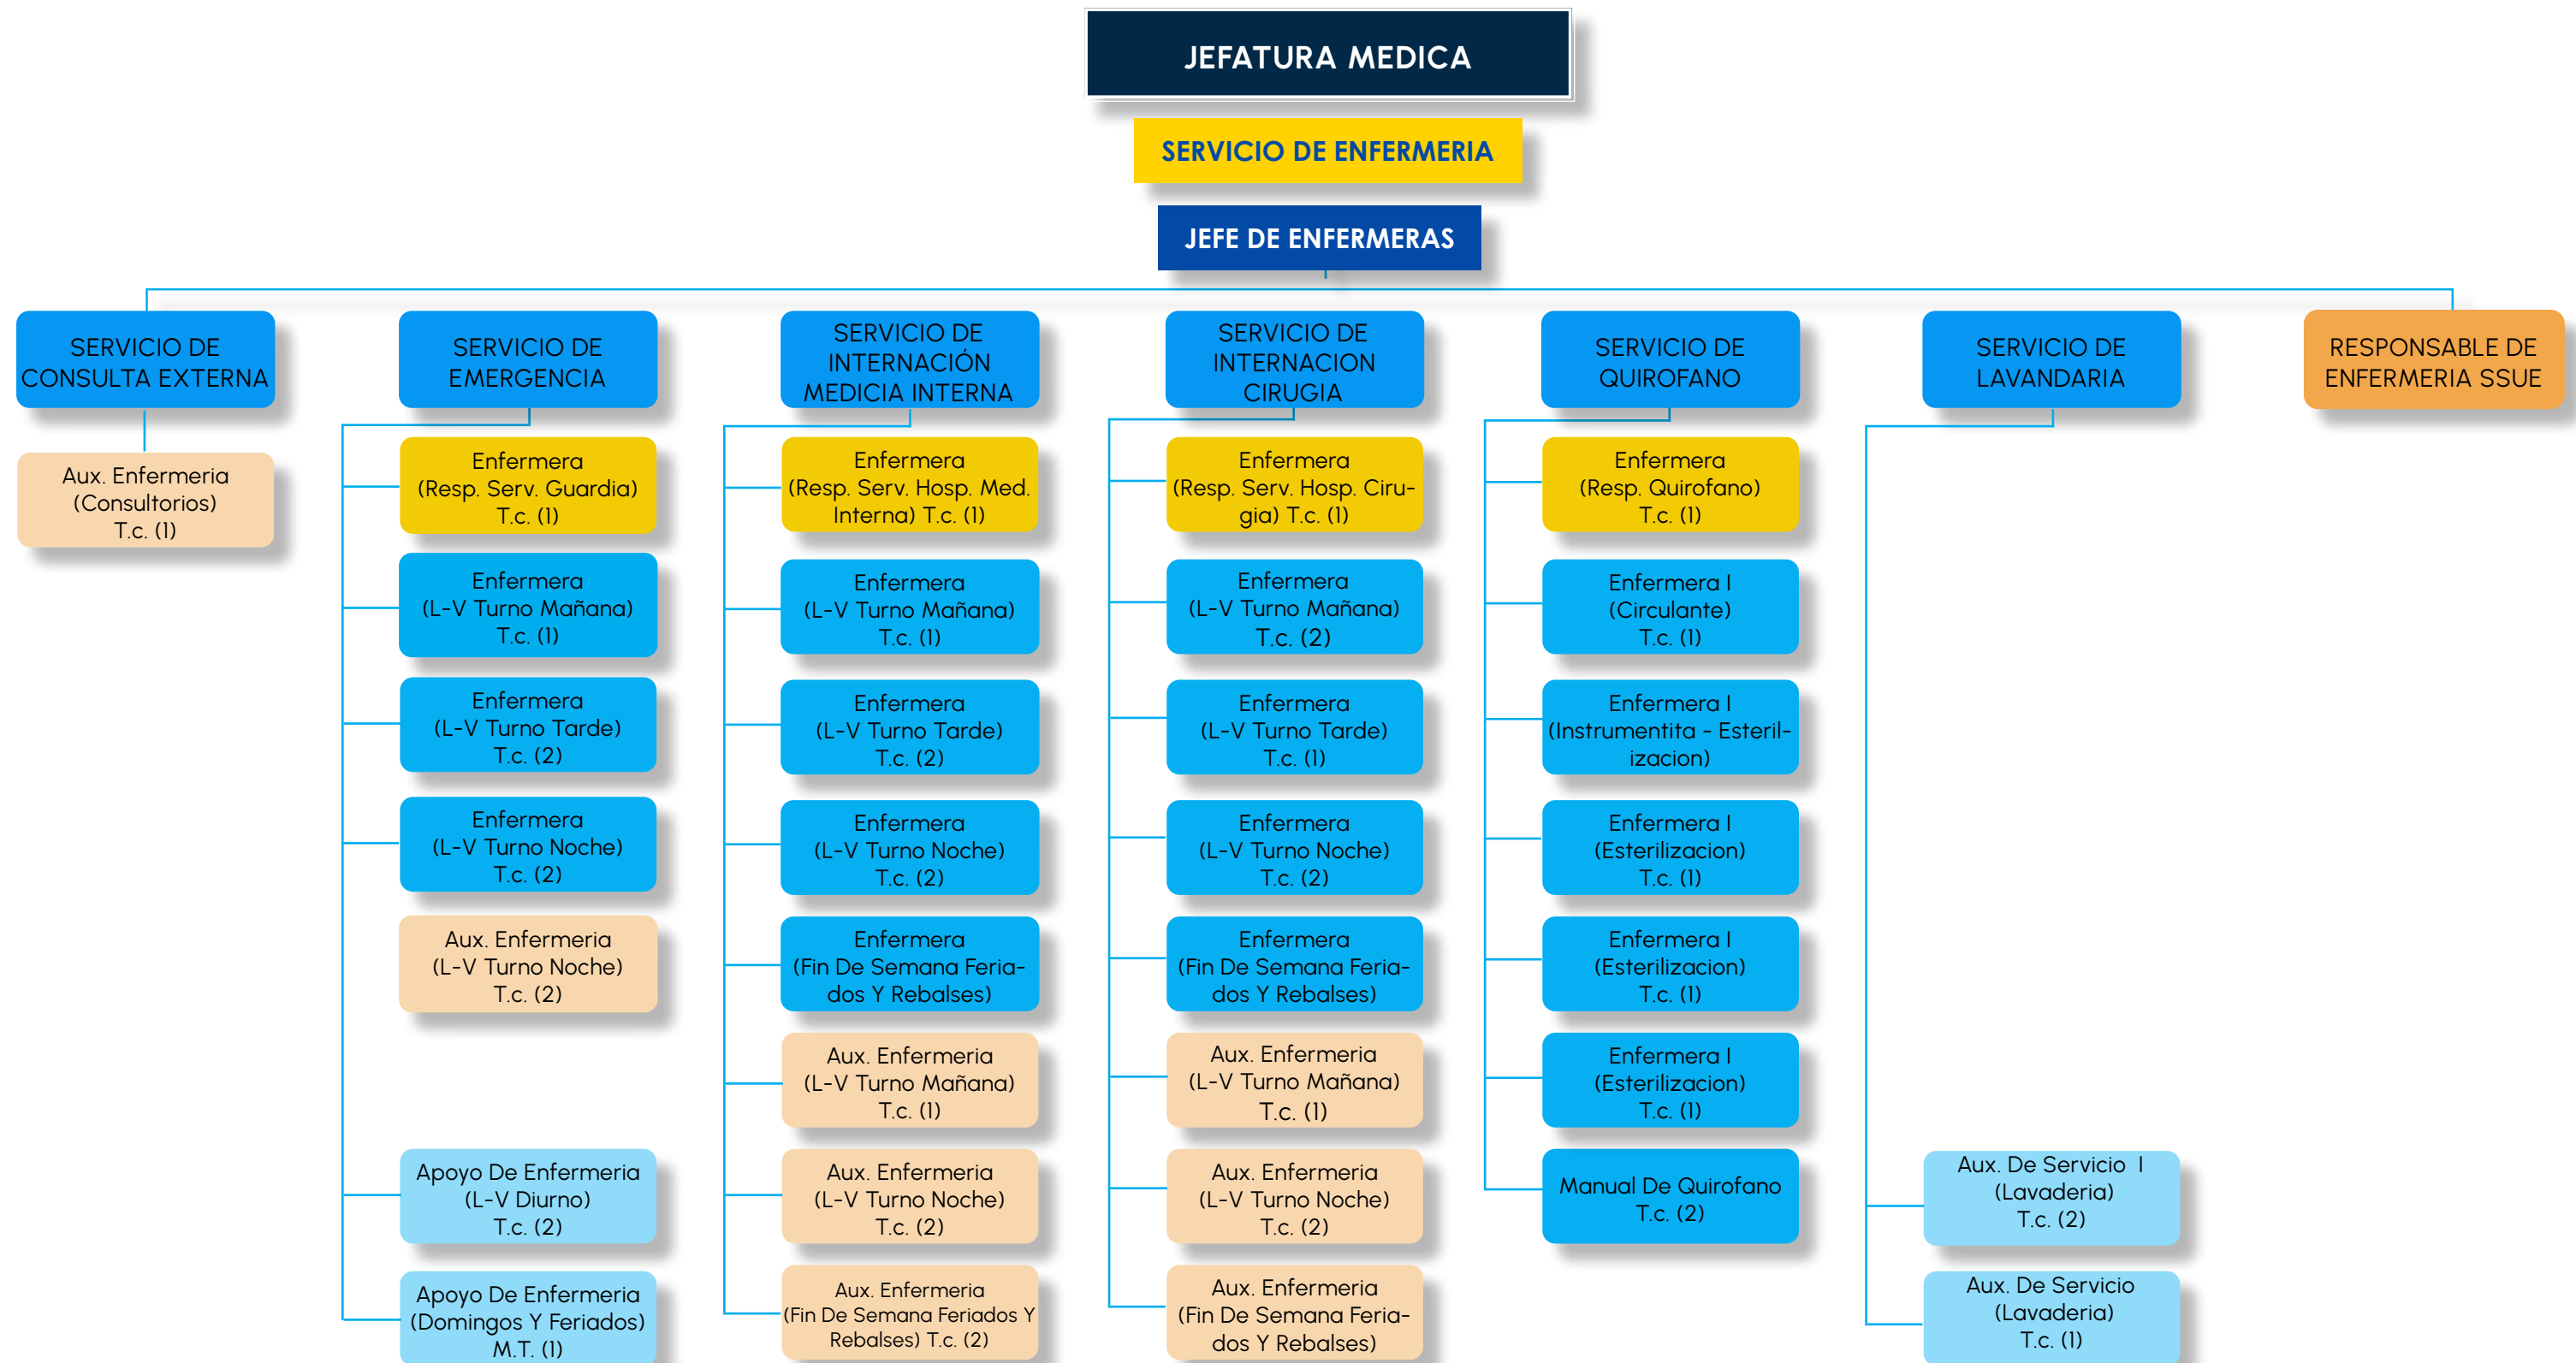 JEFATURA MEDICA
SERVICIO DE ENFERMERIA
JEFE DE ENFERMERAS
SERVICIO DE
CONSULTA EXTERNA
Aux. Enfermeria
(Consultorios)
T.c. (1)
SERVICIO DE
EMERGENCIA
Enfermera
(Resp. Serv. Guardia)
T.c. (1)
Enfermera
(L-V Turno Mañana)
T.c. (1)
Enfermera
(L-V Turno Tarde)
T.c. (2)
Enfermera
(L-V Turno Noche)
T.c. (2)
Aux. Enfermeria
(L-V Turno Noche)
T.c. (2)
Apoyo De Enfermeria
(L-V Diurno)
T.c. (2)
Apoyo De Enfermeria
(Domingos Y Feriados)
M.T. (1)
SERVICIO DE
INTERNACIÓN
MEDICIA INTERNA
Enfermera
(Resp. Serv. Hosp. Med.
Interna) T.c. (1)
Enfermera
(L-V Turno Mañana)
T.c. (1)
Enfermera
(L-V Turno Tarde)
T.c. (2)
Enfermera
(L-V Turno Noche)
T.c. (2)
Enfermera
(Fin De Semana Feria-
dos Y Rebalses)
Aux. Enfermeria
(L-V Turno Mañana)
T.c. (1)
Aux. Enfermeria
(L-V Turno Noche)
T.c. (2)
Aux. Enfermeria
(Fin De Semana Feriados Y
Rebalses) T.c. (2)
SERVICIO DE
INTERNACION
CIRUGIA
Enfermera
(Resp. Serv. Hosp. Ciru-
gia) T.c. (1)
Enfermera
(L-V Turno Mañana)
T.c. (2)
Enfermera
(L-V Turno Tarde)
T.c. (1)
Enfermera
(L-V Turno Noche)
T.c. (2)
Enfermera
(Fin De Semana Feria-
dos Y Rebalses)
Aux. Enfermeria
(L-V Turno Mañana)
T.c. (1)
Aux. Enfermeria
(L-V Turno Noche)
T.c. (2)
Aux. Enfermeria
(Fin De Semana Feria-
dos Y Rebalses)
SERVICIO DE
QUIROFANO
Enfermera
(Resp. Quirofano)
T.c. (1)
Enfermera I
(Circulante)
T.c. (1)
Enfermera I
(Instrumentita - Esteril-
izacion)
Enfermera I
(Esterilizacion)
T.c. (1)
Enfermera I
(Esterilizacion)
T.c. (1)
Enfermera I
(Esterilizacion)
T.c. (1)
Manual De Quirofano
T.c. (2)
SERVICIO DE
LAVANDARIA
Aux. De Servicio I
(Lavaderia)
T.c. (2)
Aux. De Servicio
(Lavaderia)
T.c. (1)
RESPONSABLE DE
ENFERMERIA SSUE